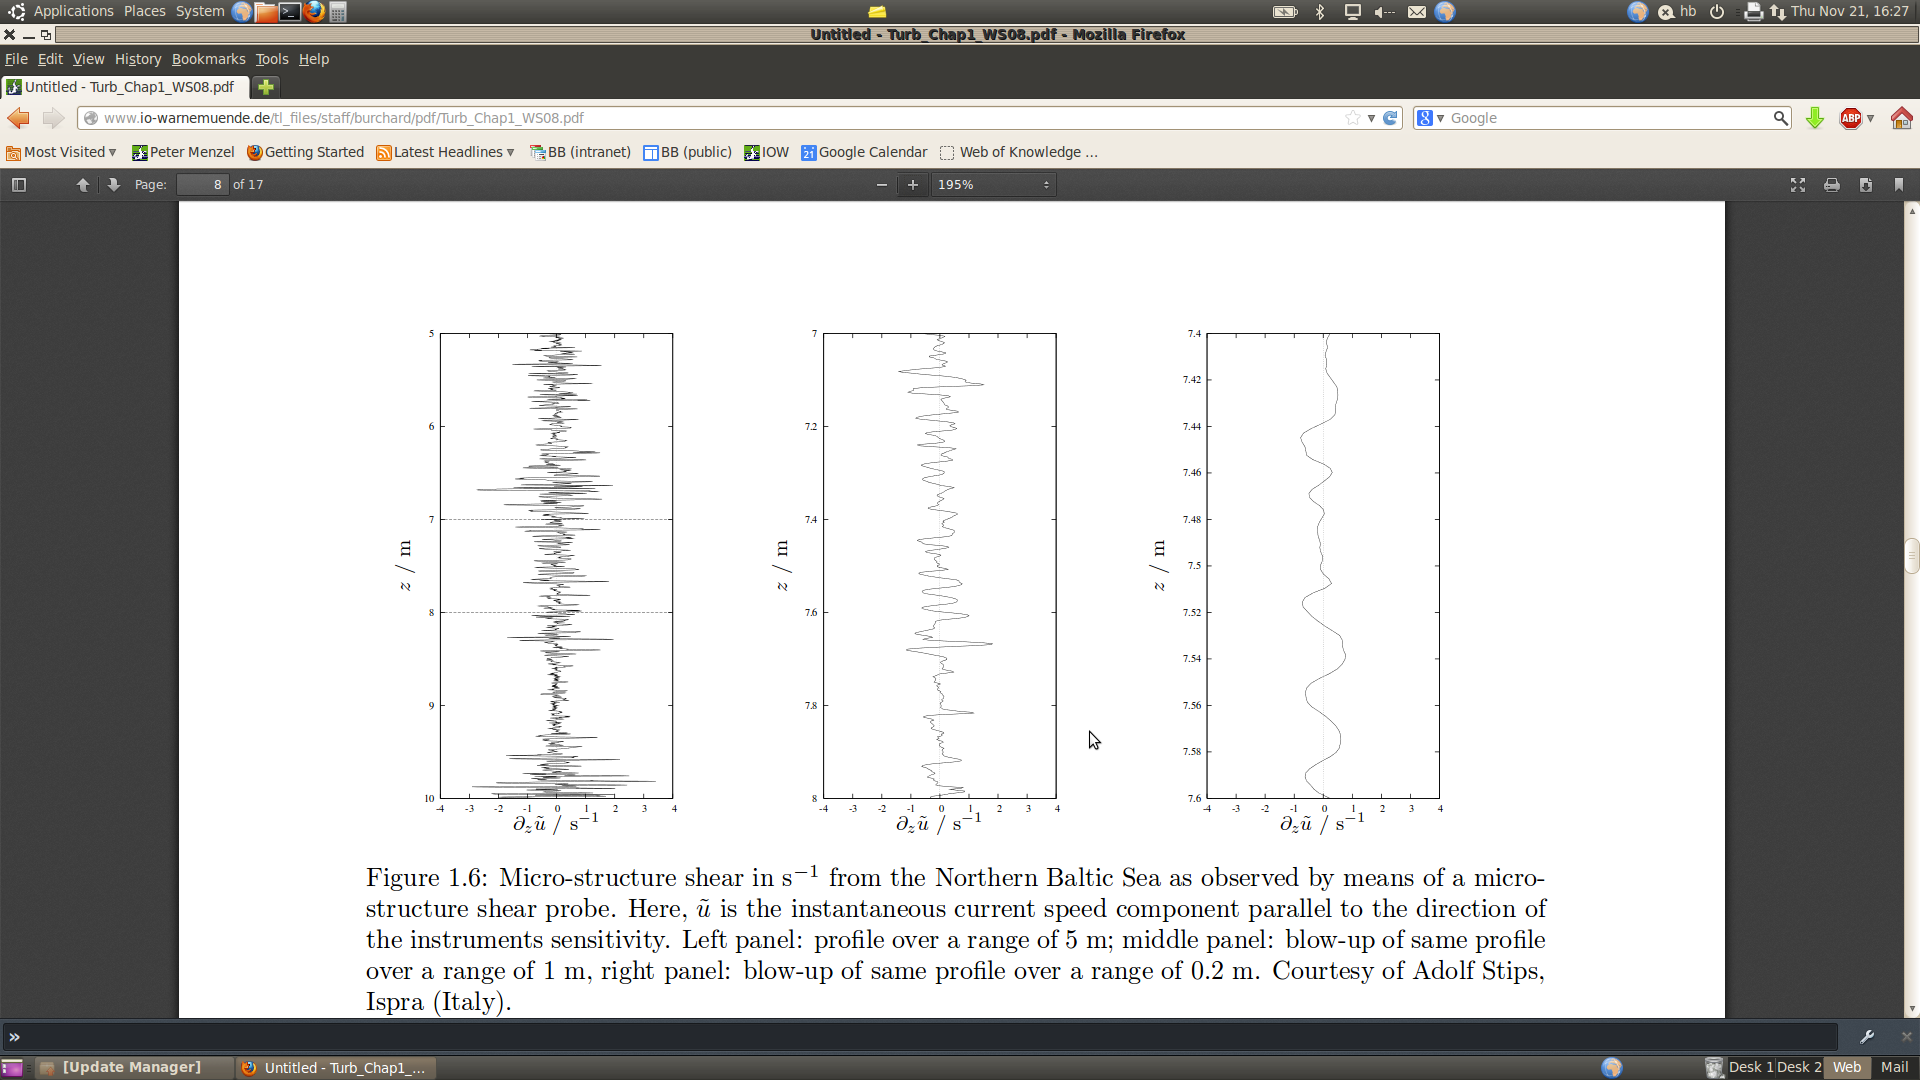 Applications Places System hb Thu Nov 21, 16:27
Untitled - Turb_Chap1_WS08.pdf - Mozilla Firefox
File Edit View History Bookmarks Tools Help
Untitled - Turb_Chap1_WS08.pdf
www.io-warnemuende.de/tl_files/staff/burchard/pdf/Turb_Chap1_WS08.pdf
8 Google ABP
Most Visited Peter Menzel Getting Started Latest Headlines BB (intranet) BB (public) IOW 21 Google Calendar Web of Knowledge ...
Page: 8 of 17 195%
5
6
7
8
9
10
z / m
-4 -3 -2 -1 0 1 2 3 4
∂zũ / s−1
7
7.2
7.4
7.6
7.8
8
z / m
-4 -3 -2 -1 0 1 2 3 4
∂zũ / s−1
7.4
7.42
7.44
7.46
7.48
7.5
7.52
7.54
7.56
7.58
7.6
z / m
-4 -3 -2 -1 0 1 2 3 4
∂zũ / s−1
Figure 1.6: Micro-structure shear in s−1 from the Northern Baltic Sea as observed by means of a micro-
structure shear probe. Here, ũ is the instantaneous current speed component parallel to the direction of
the instruments sensitivity. Left panel: profile over a range of 5 m; middle panel: blow-up of same profile
over a range of 1 m, right panel: blow-up of same profile over a range of 0.2 m. Courtesy of Adolf Stips,
Ispra (Italy).
»
[Update Manager] Untitled - Turb_Chap1_... Desk 1 Desk 2 Web Mail